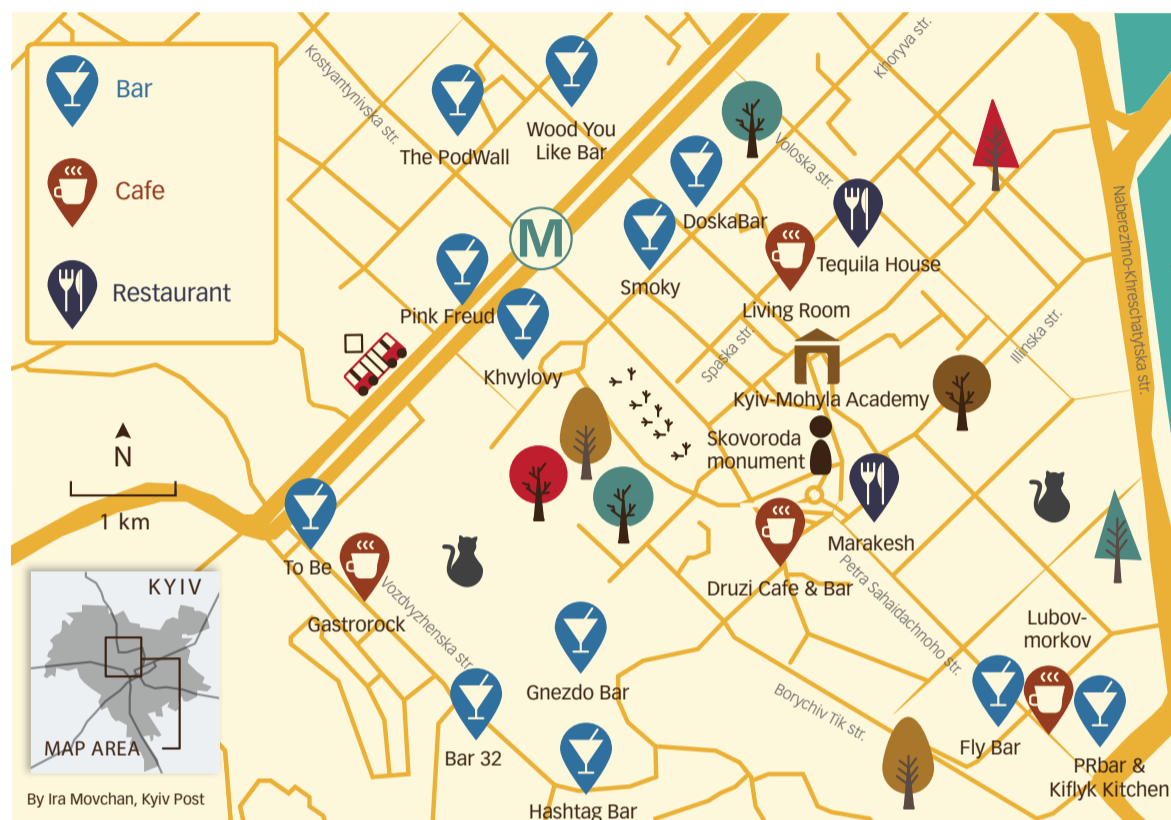 Bar
Cafe
Restaurant
Kostyantynivska str.
The PodWall
Wood You
Like Bar
Khoryva str.
Voloska str.
DoskaBar
M
Smoky
Tequila House
Living Room
Pink Freud
Khvylovy
Spaska str.
Kyiv-Mohyla Academy
Illinska str.
Naberezhno-Khreschatytska str.
Skovoroda
monument
N
1 km
Marakesh
To Be
Gastrorock
Vozdvyzhenska str.
Druzi Cafe & Bar
Petra Sahaidachnoho str.
Lubov-
morkov
Gnezdo Bar
Borychiv Tik str.
Fly Bar
Bar 32
PRbar &
Kiflyk Kitchen
Hashtag Bar
KYIV
MAP AREA
By Ira Movchan, Kyiv Post